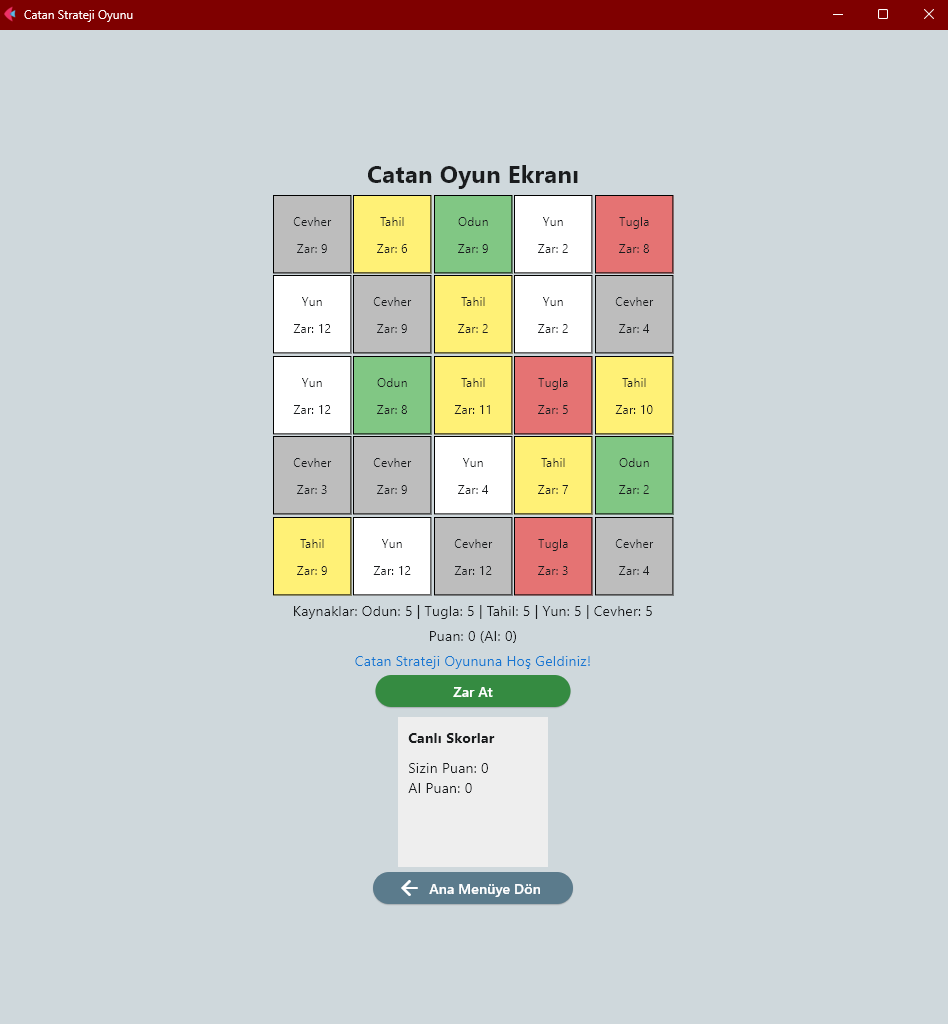 Catan Strateji Oyunu
Catan Oyun Ekranı
Cevher Tahil Odun Yun Tugla
Zar: 9 Zar: 6 Zar: 9 Zar: 2 Zar: 8
Yun Cevher Tahil Yun Cevher
Zar: 12 Zar: 9 Zar: 2 Zar: 2 Zar: 4
Yun Odun Tahil Tugla Tahil
Zar: 12 Zar: 8 Zar: 11 Zar: 5 Zar: 10
Cevher Cevher Yun Tahil Odun
Zar: 3 Zar: 9 Zar: 4 Zar: 7 Zar: 2
Tahil Yun Cevher Tugla Cevher
Zar: 9 Zar: 12 Zar: 12 Zar: 3 Zar: 4
Kaynaklar: Odun: 5 | Tugla: 5 | Tahil: 5 | Yun: 5 | Cevher: 5
Puan: 0 (AI: 0)
Catan Strateji Oyununa Hoş Geldiniz!
Zar At
Canlı Skorlar
Sizin Puan: 0
AI Puan: 0
Ana Menüye Dön